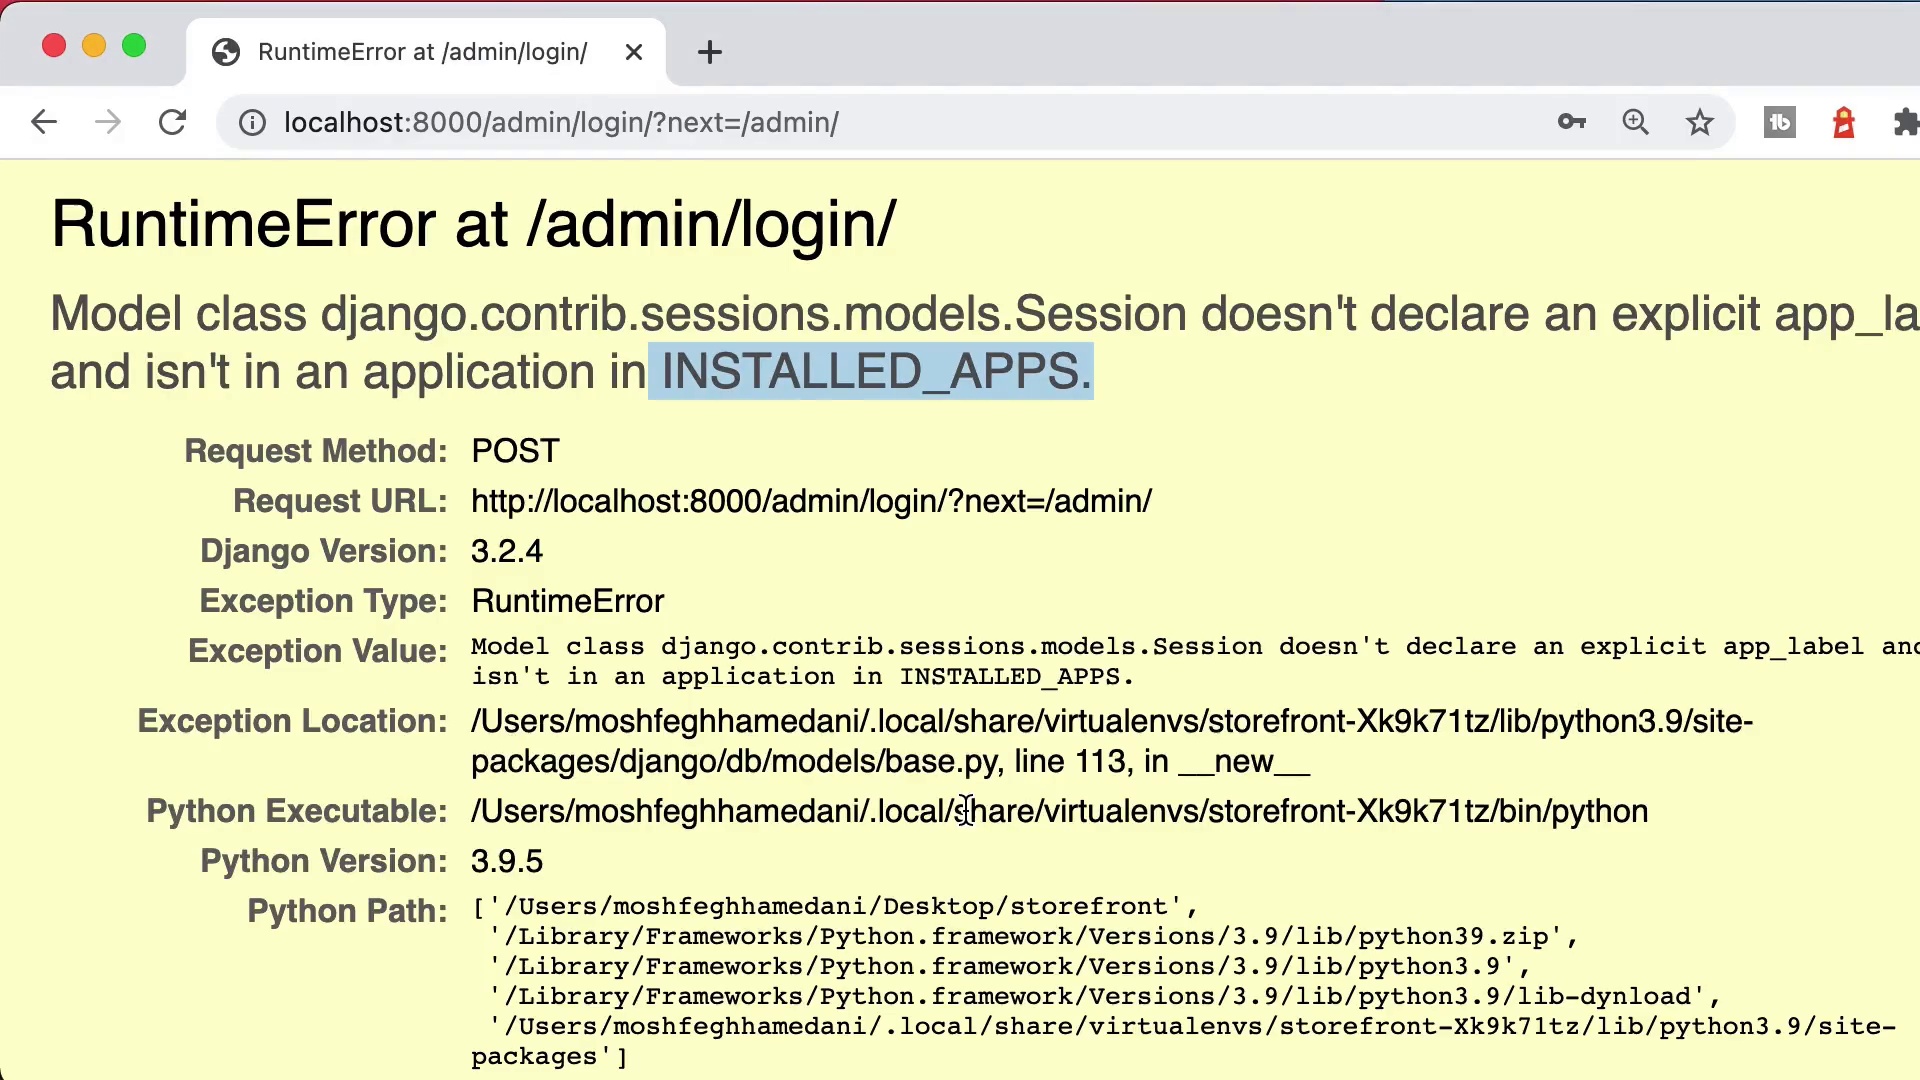 RuntimeError at /admin/login/
localhost:8000/admin/login/?next=/admin/
RuntimeError at /admin/login/
Model class django.contrib.sessions.models.Session doesn't declare an explicit app_la
and isn't in an application in INSTALLED_APPS.
Request Method: POST
Request URL: http://localhost:8000/admin/login/?next=/admin/
Django Version: 3.2.4
Exception Type: RuntimeError
Exception Value: Model class django.contrib.sessions.models.Session doesn't declare an explicit app_label and
isn't in an application in INSTALLED_APPS.
Exception Location: /Users/moshfeghhamedani/.local/share/virtualenvs/storefront-Xk9k71tz/lib/python3.9/site-
packages/django/db/models/base.py, line 113, in __new__
Python Executable: /Users/moshfeghhamedani/.local/share/virtualenvs/storefront-Xk9k71tz/bin/python
Python Version: 3.9.5
Python Path: ['/Users/moshfeghhamedani/Desktop/storefront',
'/Library/Frameworks/Python.framework/Versions/3.9/lib/python39.zip',
'/Library/Frameworks/Python.framework/Versions/3.9/lib/python3.9',
'/Library/Frameworks/Python.framework/Versions/3.9/lib/python3.9/lib-dynload',
'/Users/moshfeghhamedani/.local/share/virtualenvs/storefront-Xk9k71tz/lib/python3.9/site-
packages']